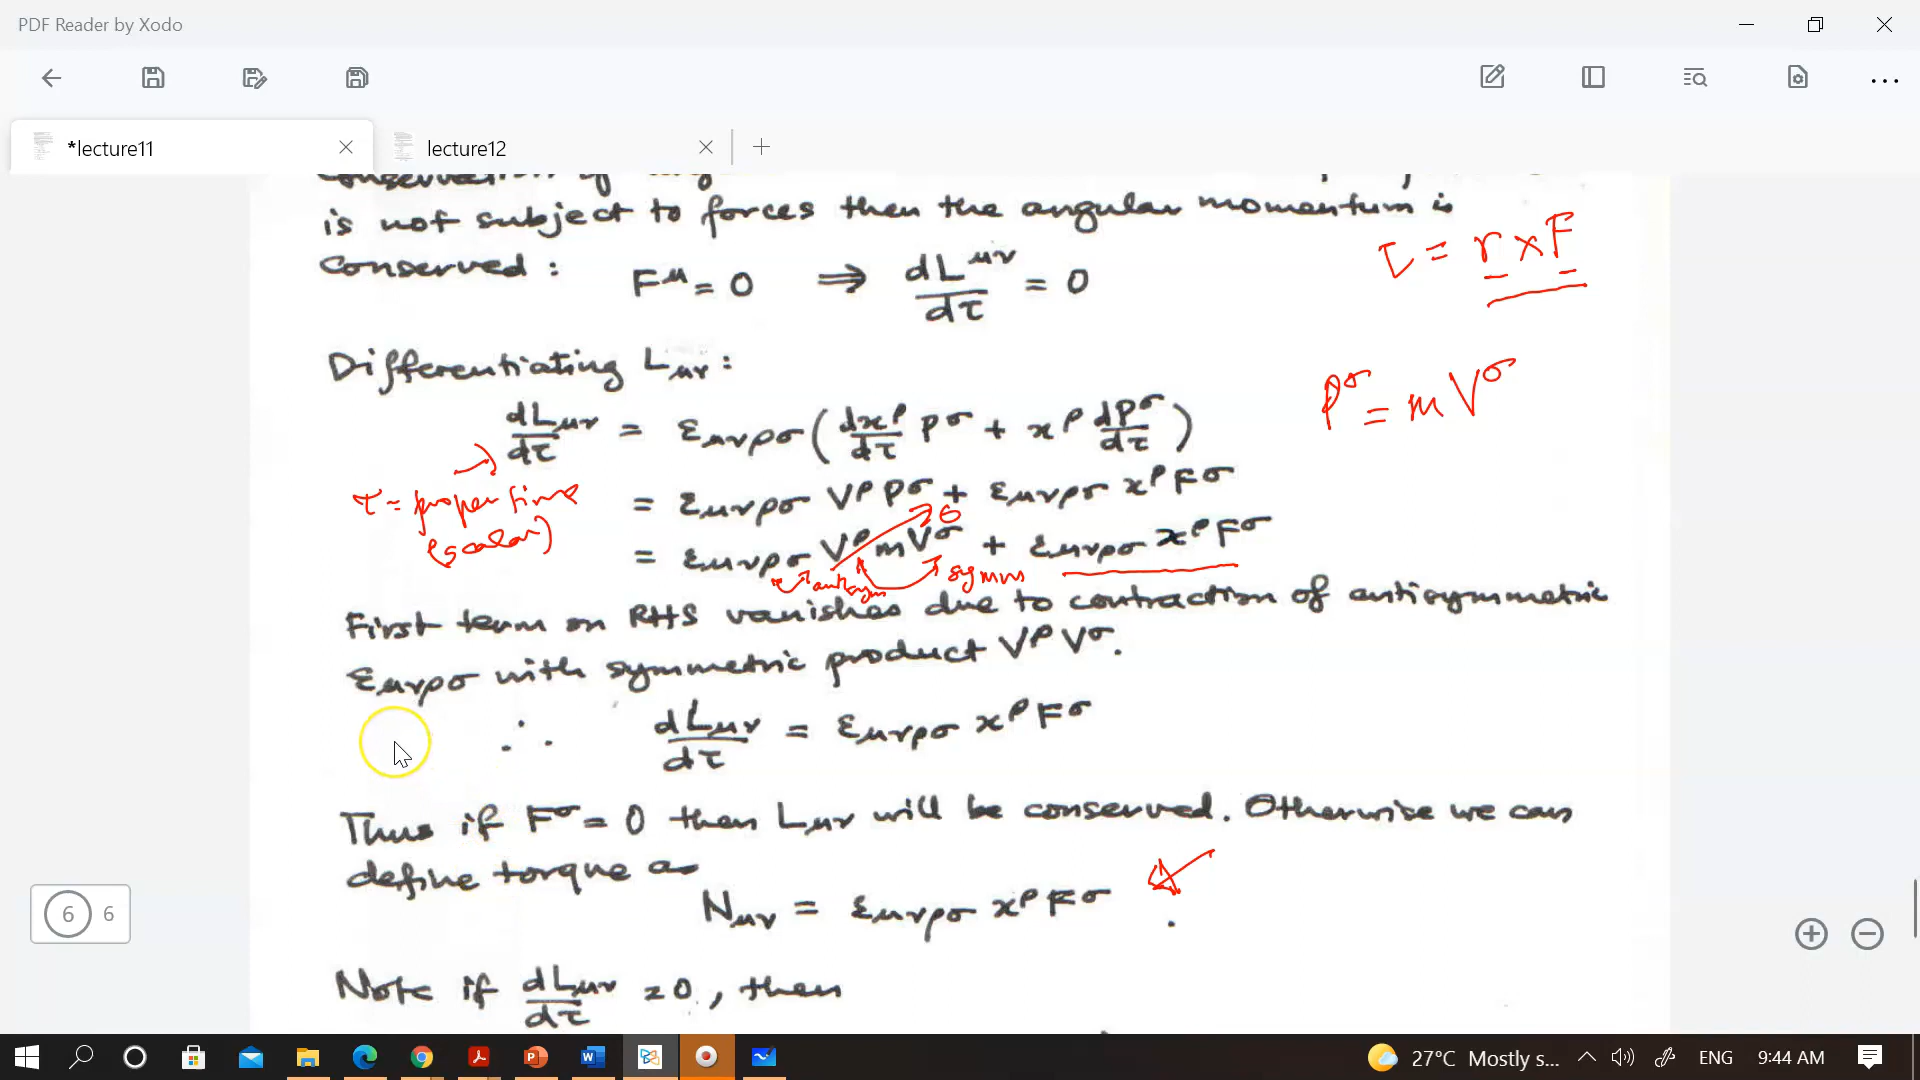 PDF Reader by Xodo
*lecture11
lecture12
is not subject to forces then the angular momentum is
conserved : F^μ = 0 ⇒ dL^μν/dτ = 0
τ = r × F
Differentiating L_μν :
dL_μν/dτ = ε_μνρσ ( dx^ρ/dτ p^σ + x^ρ dp^σ/dτ )
P^σ = m V^σ
τ = proper time
(scalar)
= ε_μνρσ V^ρ p^σ + ε_μνρσ x^ρ F^σ
= ε_μνρσ V^ρ m V^σ + ε_μνρσ x^ρ F^σ
antisym symm
First term on RHS vanishes due to contraction of antisymmetric
ε_μνρσ with symmetric product V^ρ V^σ.
∴ dL_μν/dτ = ε_μνρσ x^ρ F^σ
Thus if F^σ = 0 then L_μν will be conserved. Otherwise we can
define torque as
N_μν = ε_μνρσ x^ρ F^σ .
Note if dL_μν/dτ = 0, then
6 6
27°C Mostly s... ENG 9:44 AM